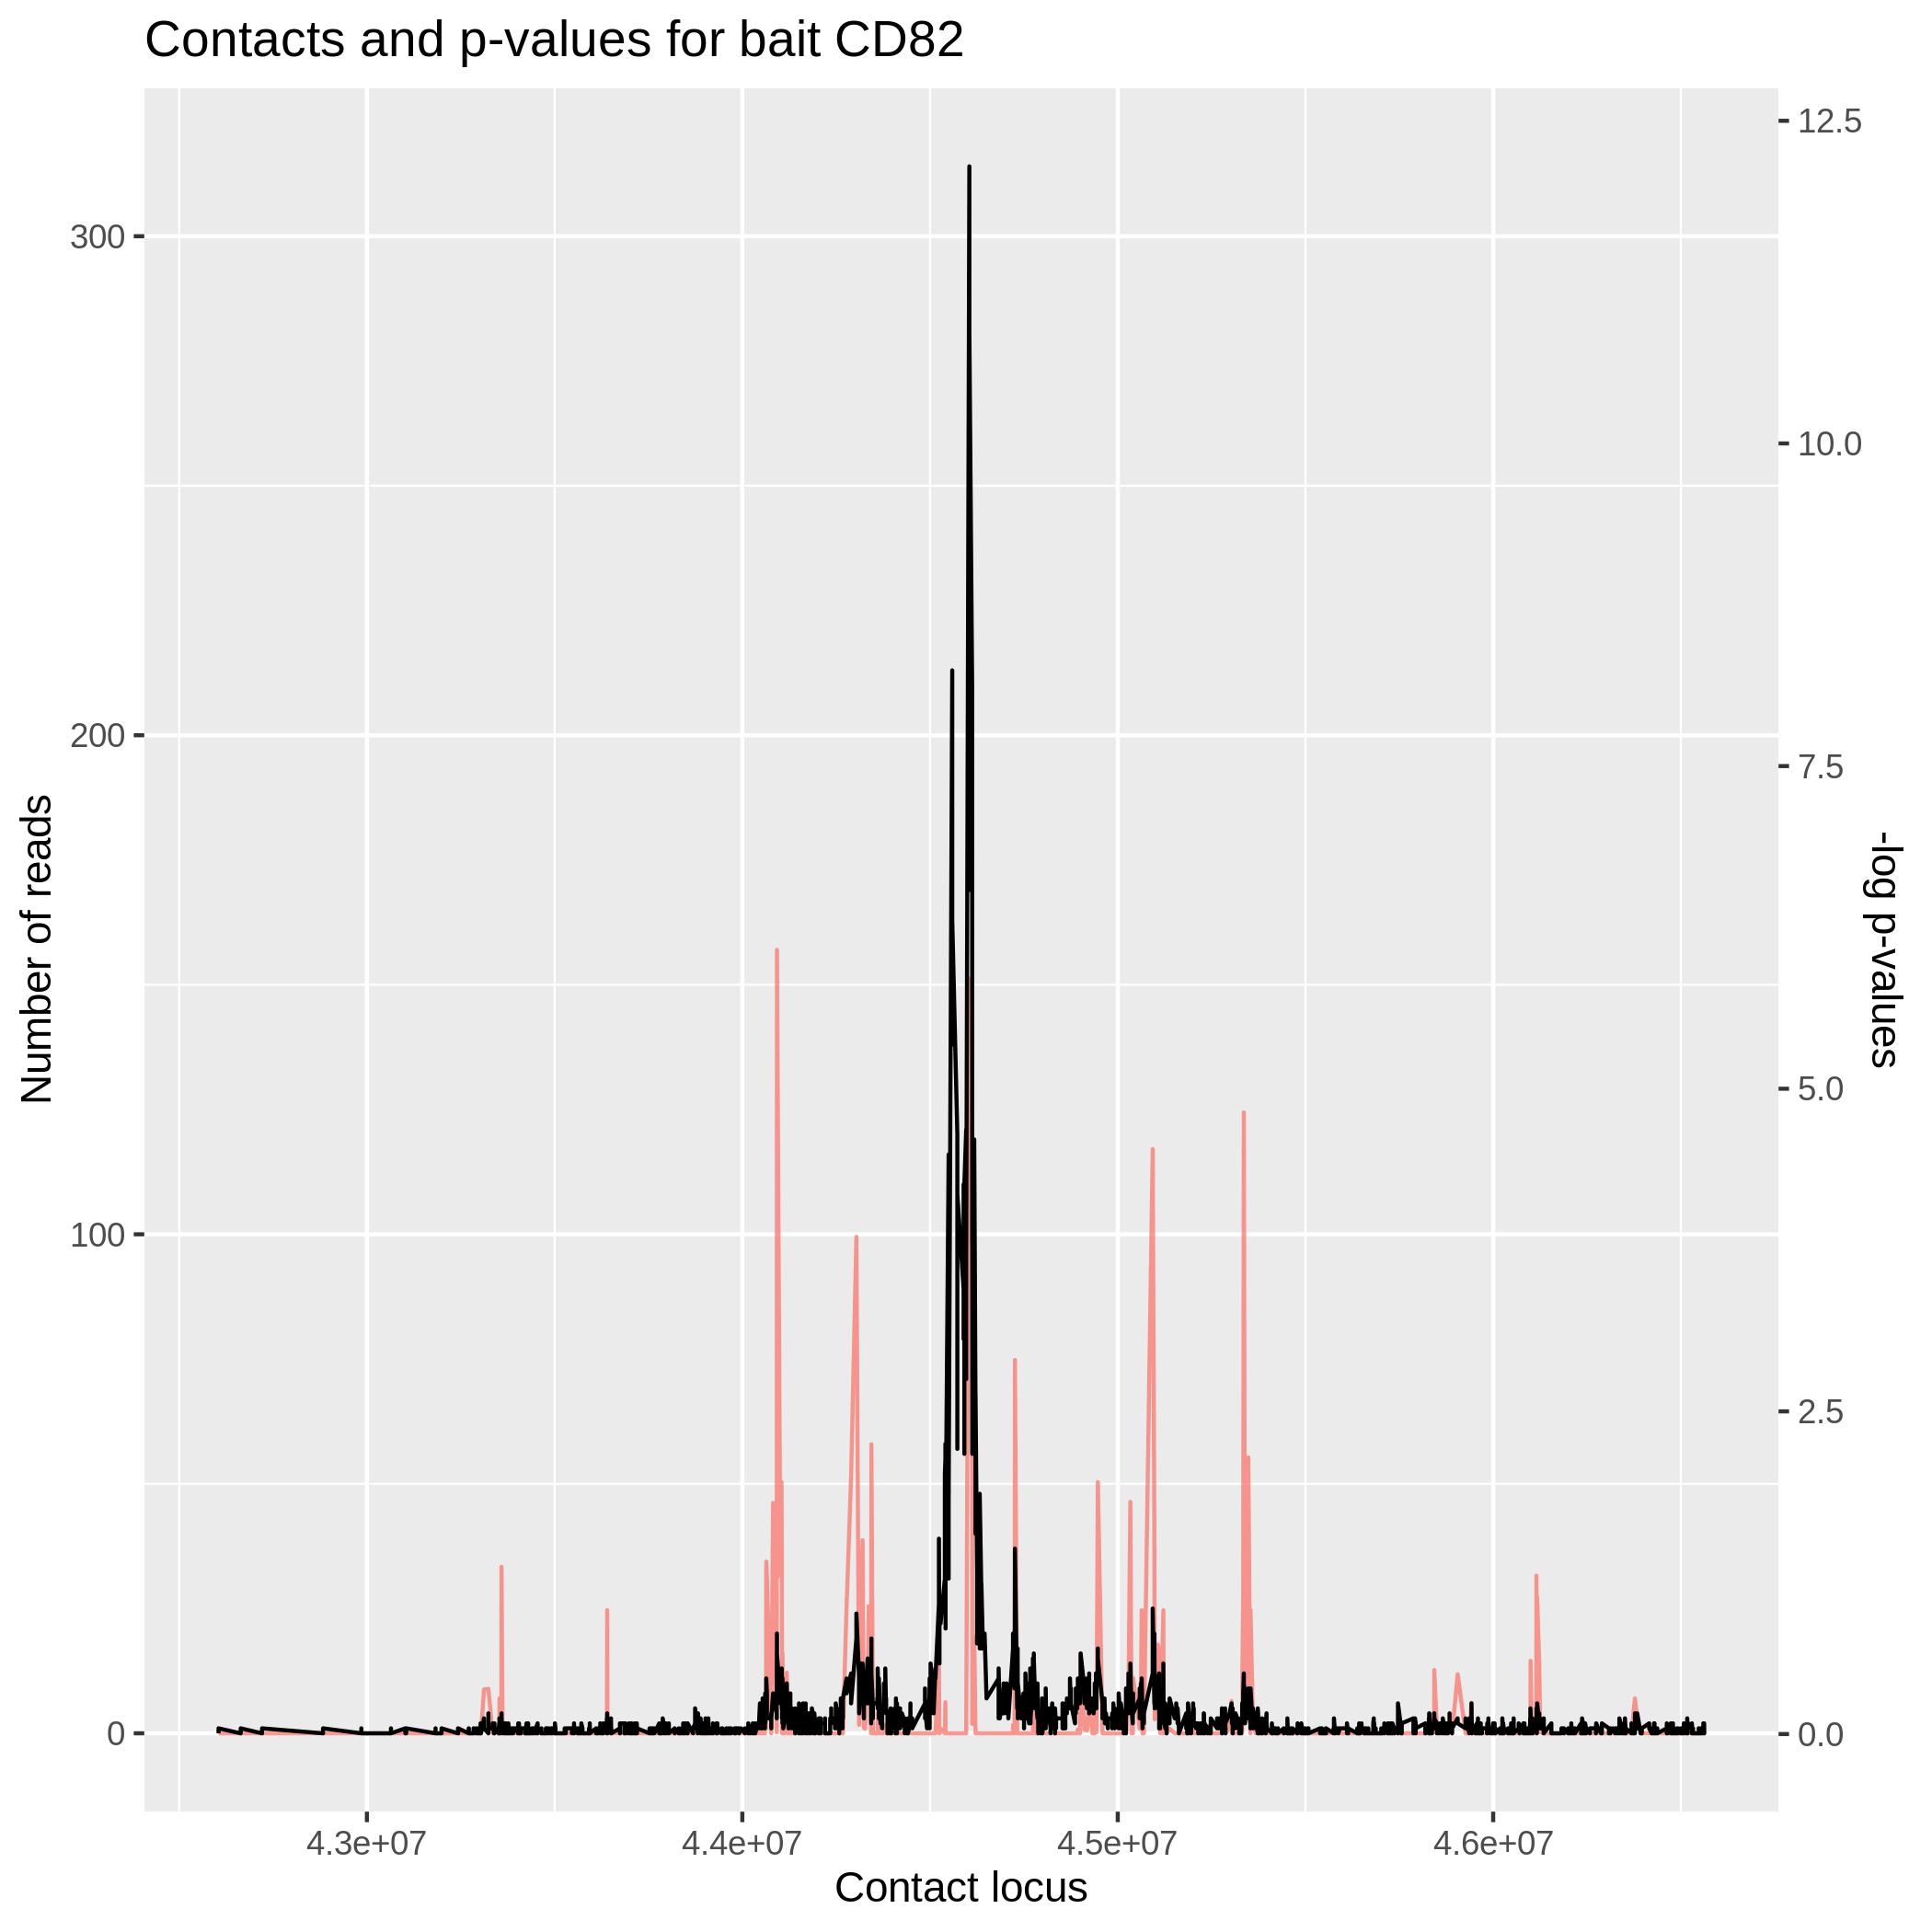 Contacts and p-values for bait CD82
Number of reads
300
200
100
0
12.5
10.0
7.5
5.0
2.5
0.0
-log p-values
4.3e+07
4.4e+07
4.5e+07
4.6e+07
Contact locus